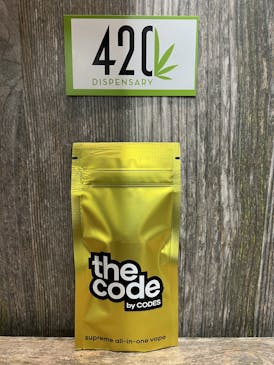 420
DISPENSARY
the
code
by CODES
supreme all-in-one vape